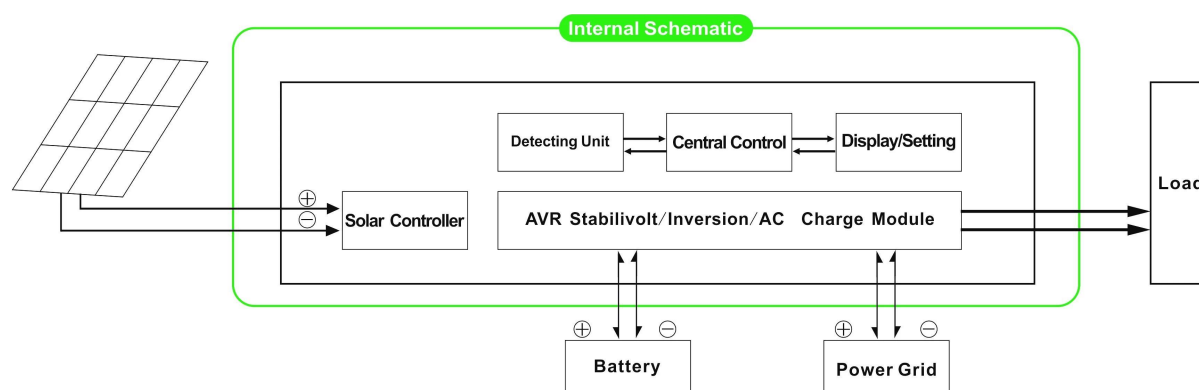 Internal Schematic
Detecting Unit
Central Control
Display/Setting
Load
⊕
⊖
Solar Controller
AVR Stabilivolt/Inversion/AC Charge Module
⊕
⊖
⊕
⊖
Battery
Power Grid